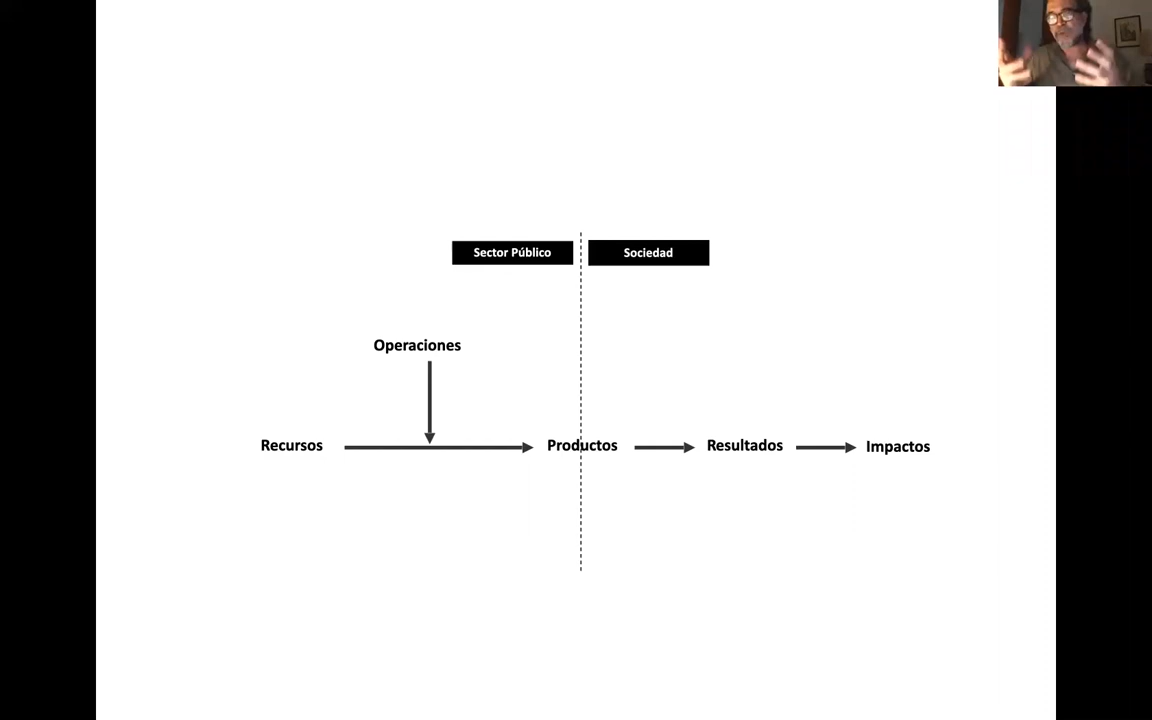 Sector Público
Sociedad
Operaciones
Recursos
Productos
Resultados
Impactos